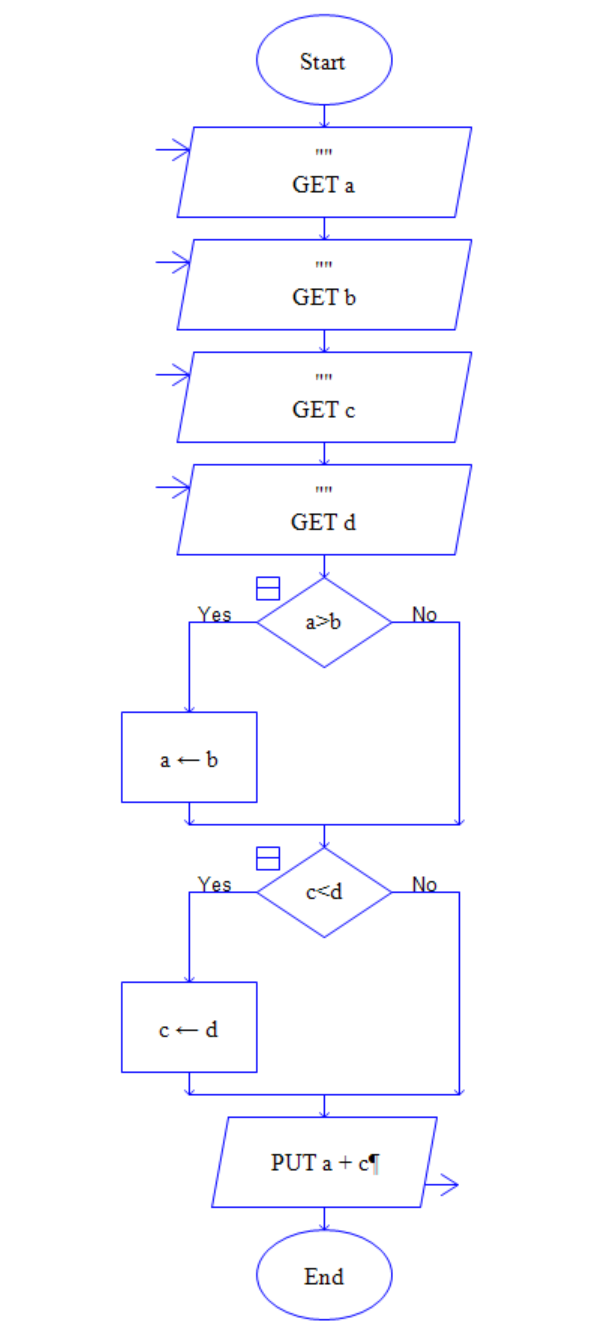 Start
""
GET a
""
GET b
""
GET c
""
GET d
Yes
a>b
No
a ← b
Yes
c<d
No
c ← d
PUT a + c¶
End